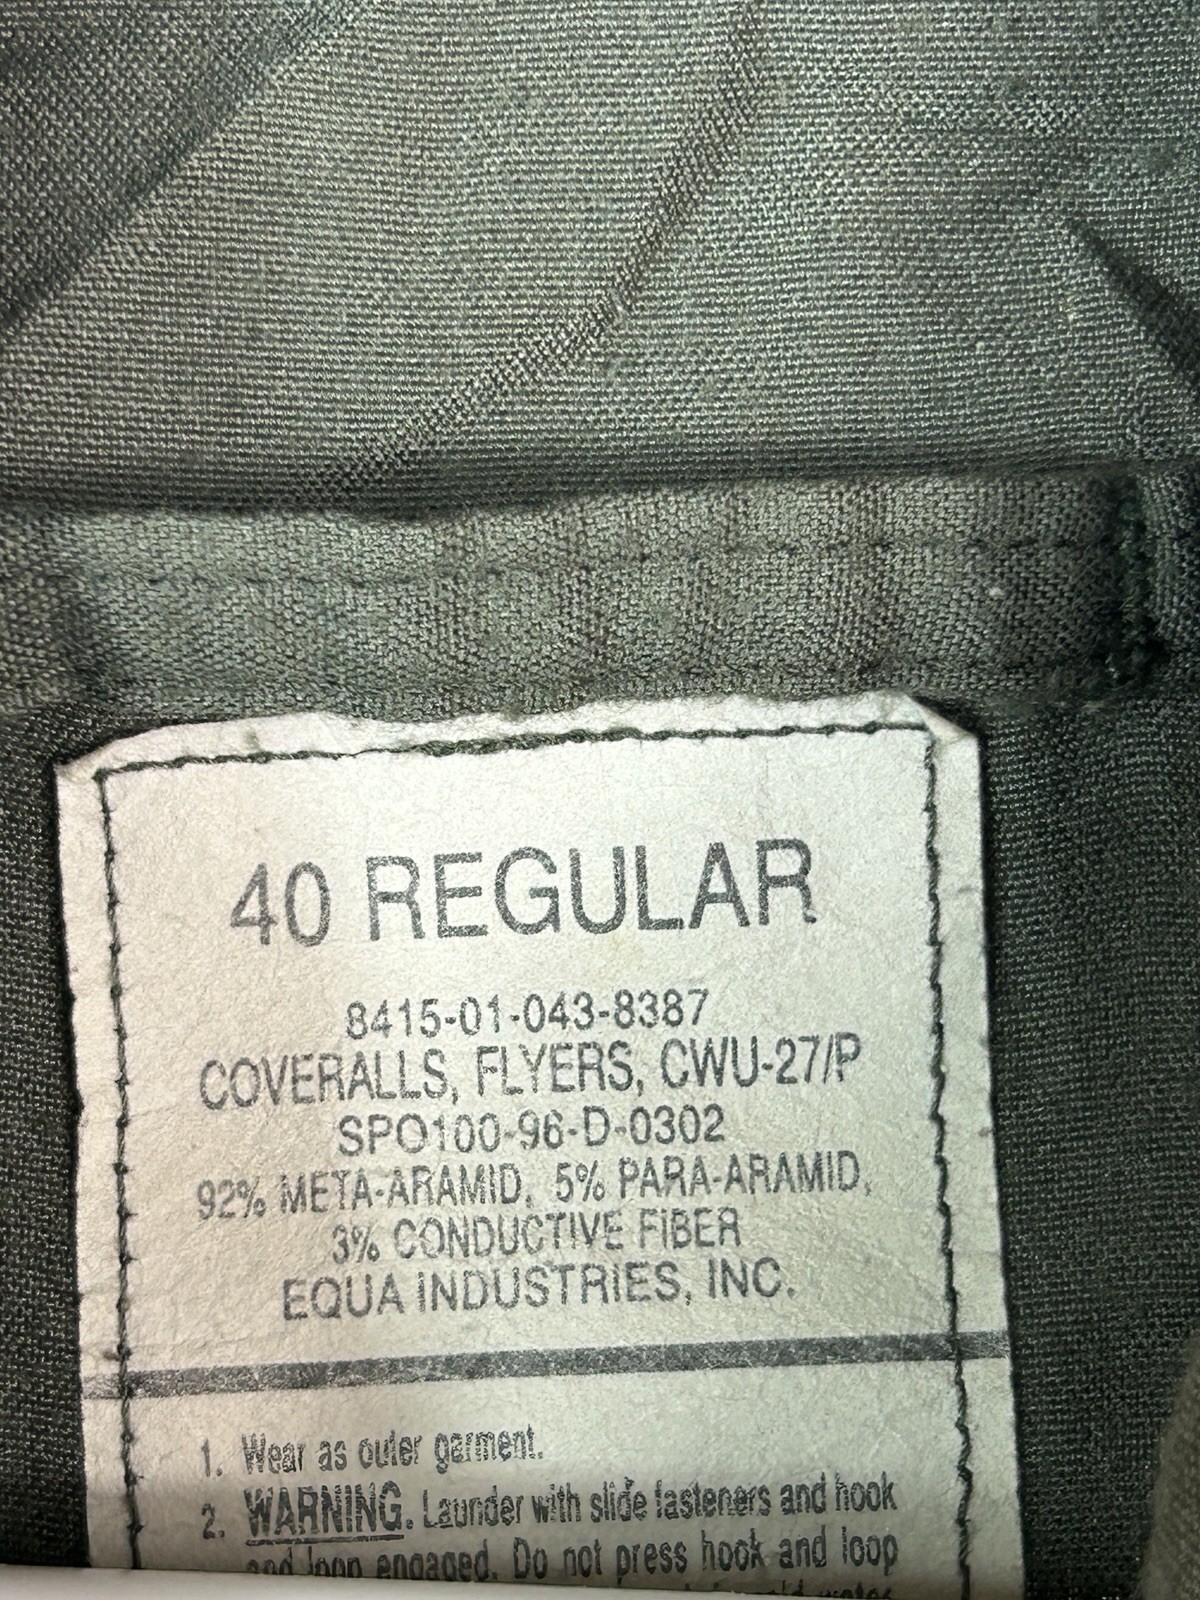 40 REGULAR
8415-01-043-8387
COVERALLS, FLYERS, CWU-27/P
SPO100-96-D-0302
92% META-ARAMID, 5% PARA-ARAMID,
3% CONDUCTIVE FIBER
EQUA INDUSTRIES, INC.
1. Wear as outer garment.
2. WARNING. Launder with slide fasteners and hook
and loop engaged. Do not press hook and loop